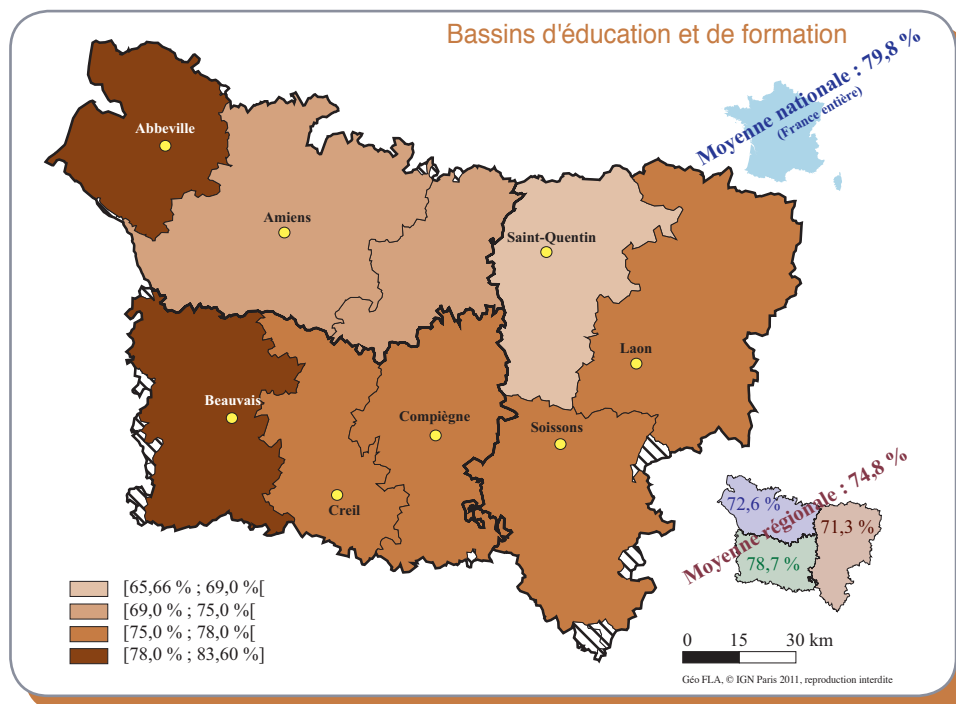 Bassins d'éducation et de formation
Moyenne nationale : 79,8 %
(France entière)
Abbeville
Amiens
Saint-Quentin
Laon
Beauvais
Compiègne
Soissons
Creil
Moyenne régionale : 74,8 %
72,6 %
71,3 %
78,7 %
[65,66 % ; 69,0 %[
[69,0 % ; 75,0 %[
[75,0 % ; 78,0 %[
[78,0 % ; 83,60 %]
0 15 30 km
Géo FLA, © IGN Paris 2011, reproduction interdite